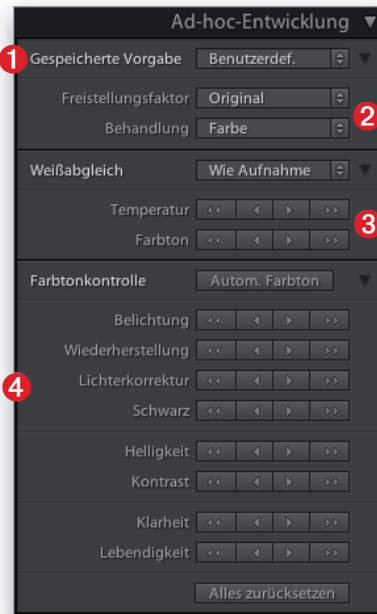 Ad-hoc-Entwicklung
1 Gespeicherte Vorgabe Benutzerdef.
Freistellungsfaktor Original
2
Behandlung Farbe
Weißabgleich Wie Aufnahme
Temperatur
3
Farbton
Farbtonkontrolle Autom. Farbton
Belichtung
Wiederherstellung
4
Lichterkorrektur
Schwarz
Helligkeit
Kontrast
Klarheit
Lebendigkeit
Alles zurücksetzen